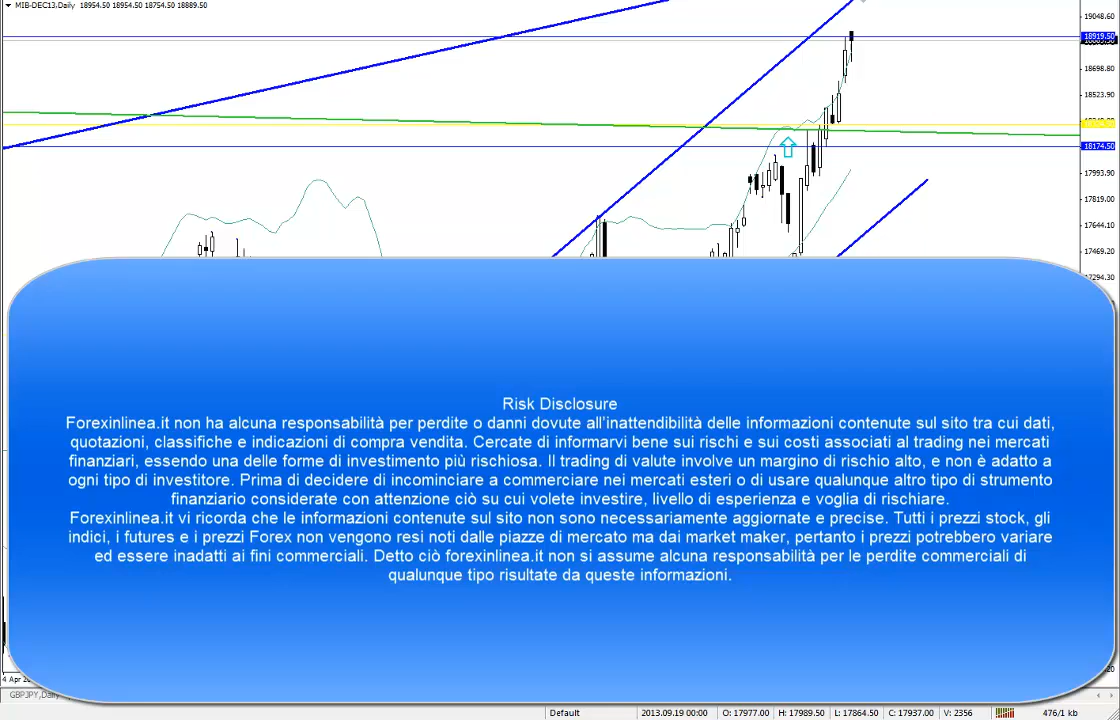 MIB-DEC13,Daily 18954.50 18954.50 18754.50 18889.50
19048.60
18919.50
18698.80
18523.90
18174.50
17993.90
17819.00
17644.10
17469.20
17294.30
Risk Disclosure
Forexinlinea.it non ha alcuna responsabilità per perdite o danni dovute all'inattendibilità delle informazioni contenute sul sito tra cui dati,
quotazioni, classifiche e indicazioni di compra vendita. Cercate di informarvi bene sui rischi e sui costi associati al trading nei mercati
finanziari, essendo una delle forme di investimento più rischiosa. Il trading di valute involve un margino di rischio alto, e non è adatto a
ogni tipo di investitore. Prima di decidere di incominciare a commerciare nei mercati esteri o di usare qualunque altro tipo di strumento
finanziario considerate con attenzione ciò su cui volete investire, livello di esperienza e voglia di rischiare.
Forexinlinea.it vi ricorda che le informazioni contenute sul sito non sono necessariamente aggiornate e precise. Tutti i prezzi stock, gli
indici, i futures e i prezzi Forex non vengono resi noti dalle piazze di mercato ma dai market maker, pertanto i prezzi potrebbero variare
ed essere inadatti ai fini commerciali. Detto ciò forexinlinea.it non si assume alcuna responsabilità per le perdite commerciali di
qualunque tipo risultate da queste informazioni.
4 Apr
GBPJPY,Daily
Default 2013.09.19 00:00 O: 17977.00 H: 17989.50 L: 17864.50 C: 17937.00 V: 2356 476/1 kb